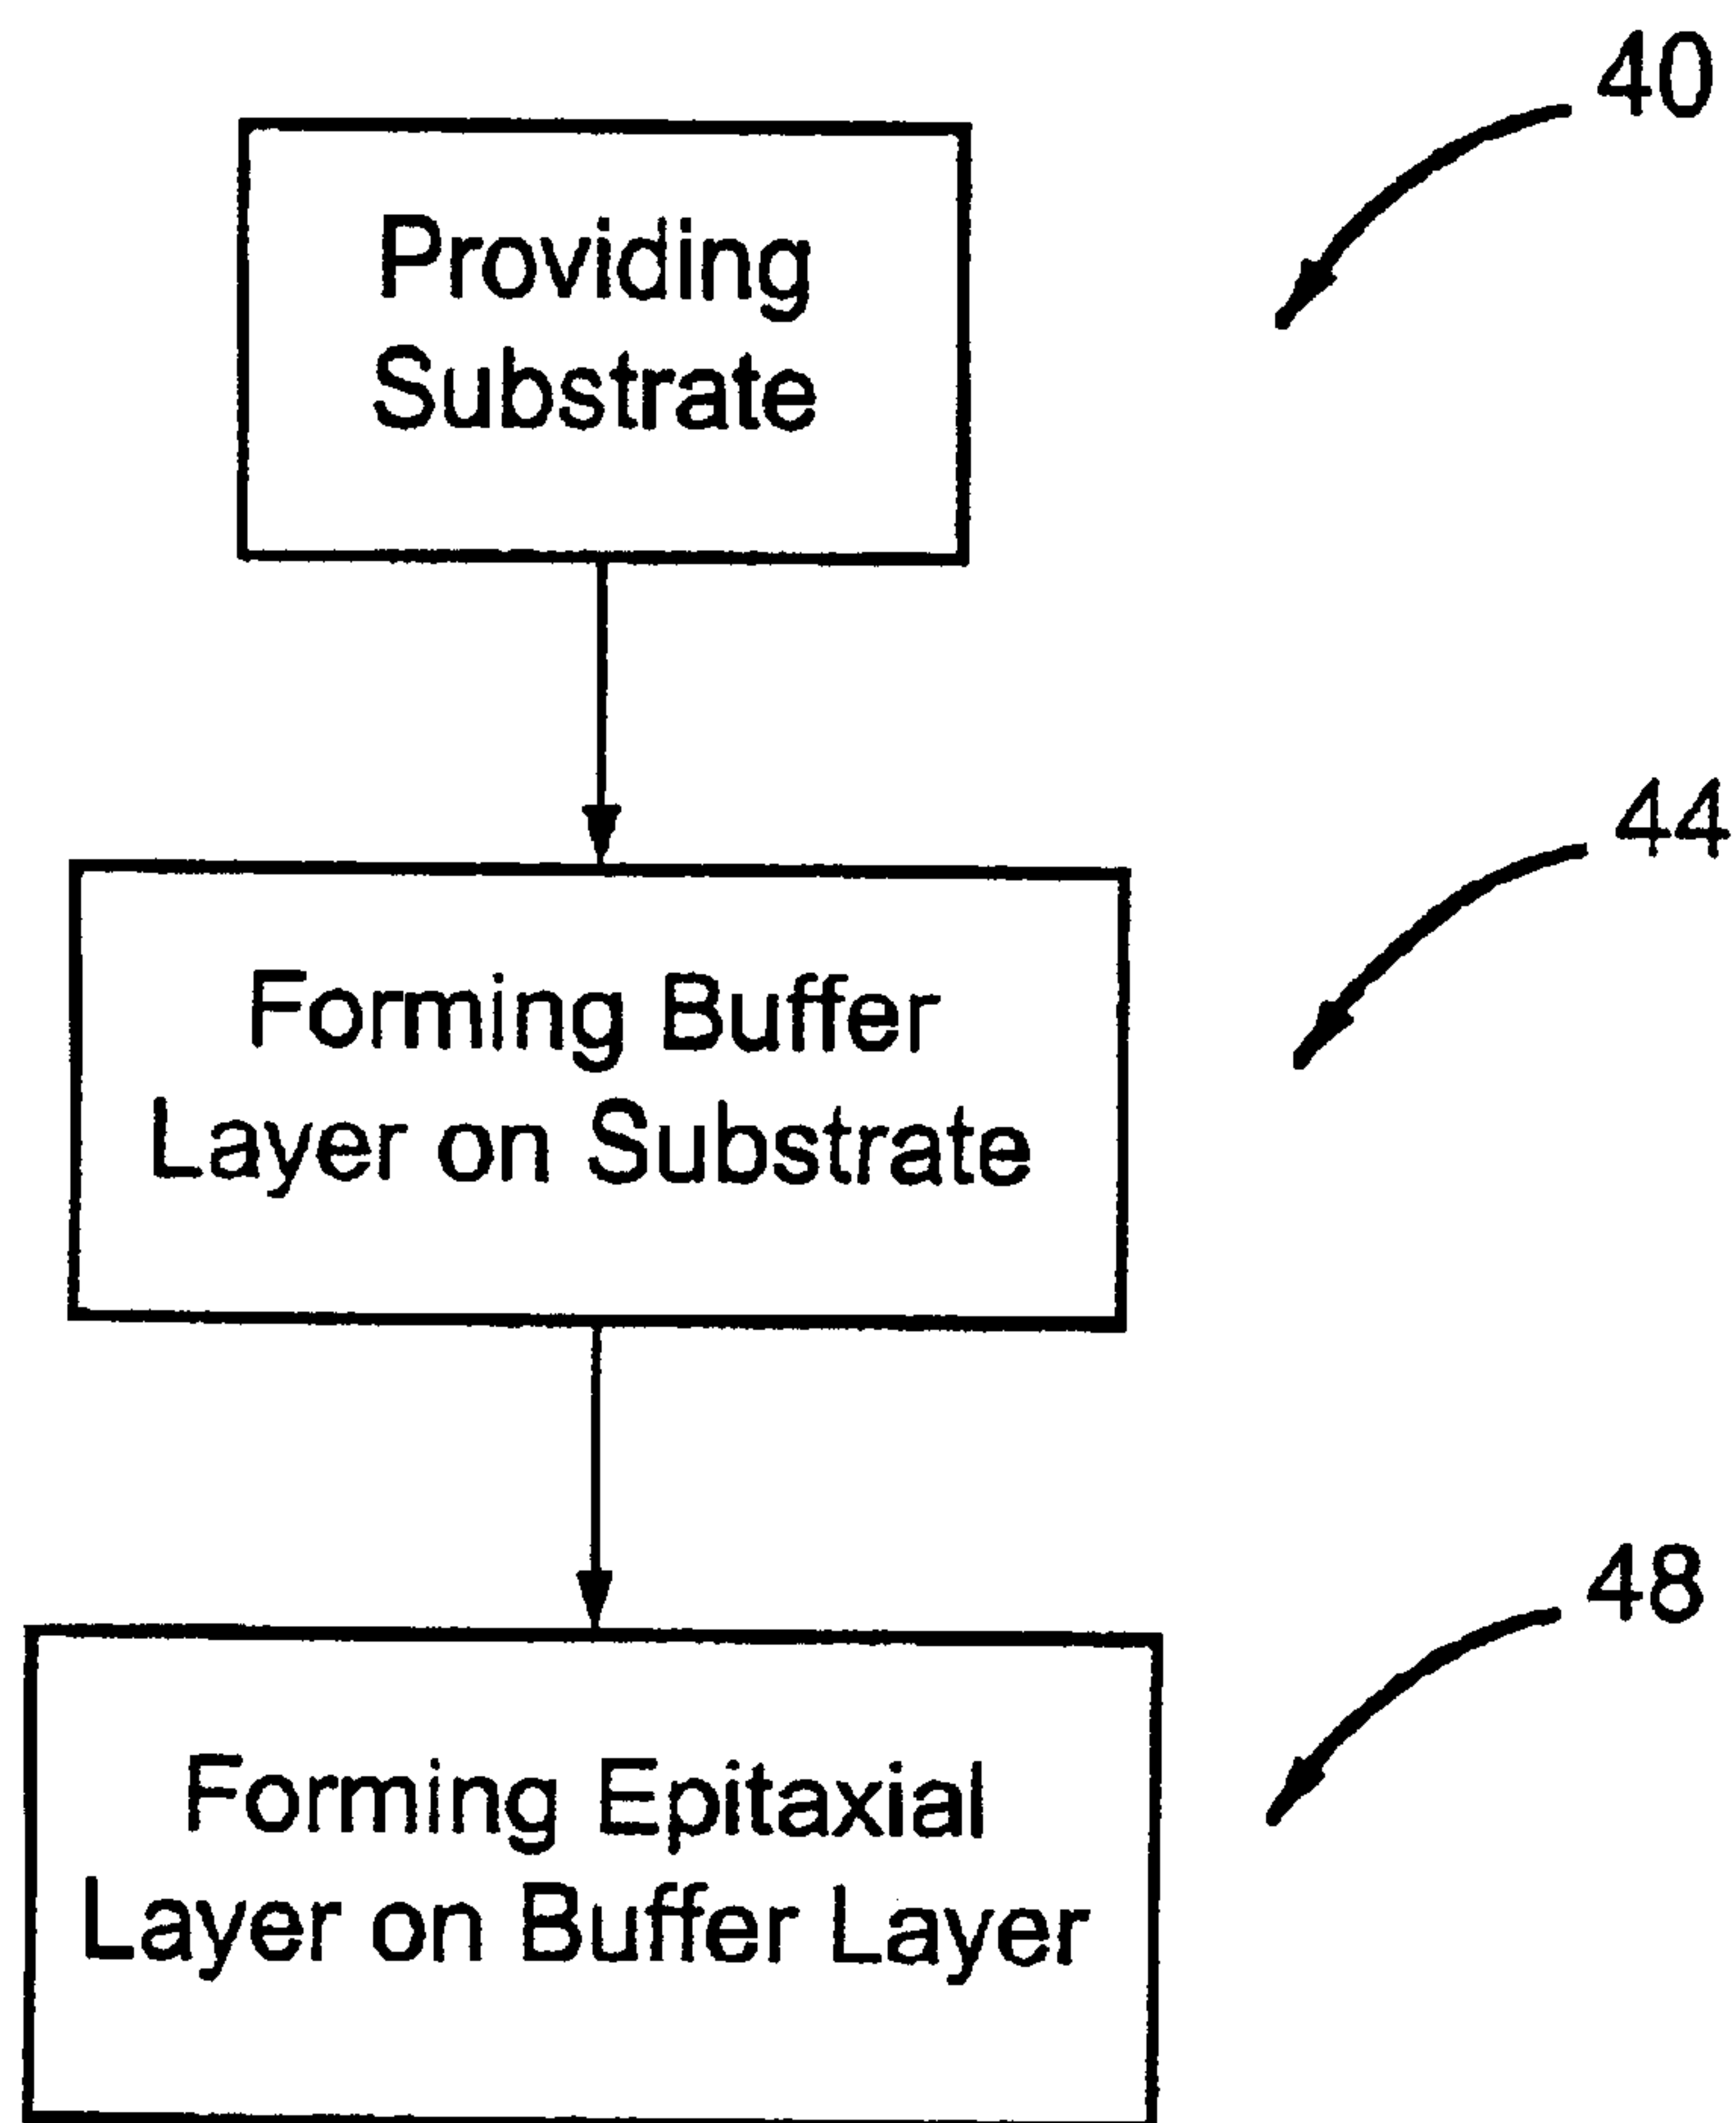 40
Providing
Substrate
44
Forming Buffer
Layer on Substrate
48
Forming Epitaxial
Layer on Buffer Layer